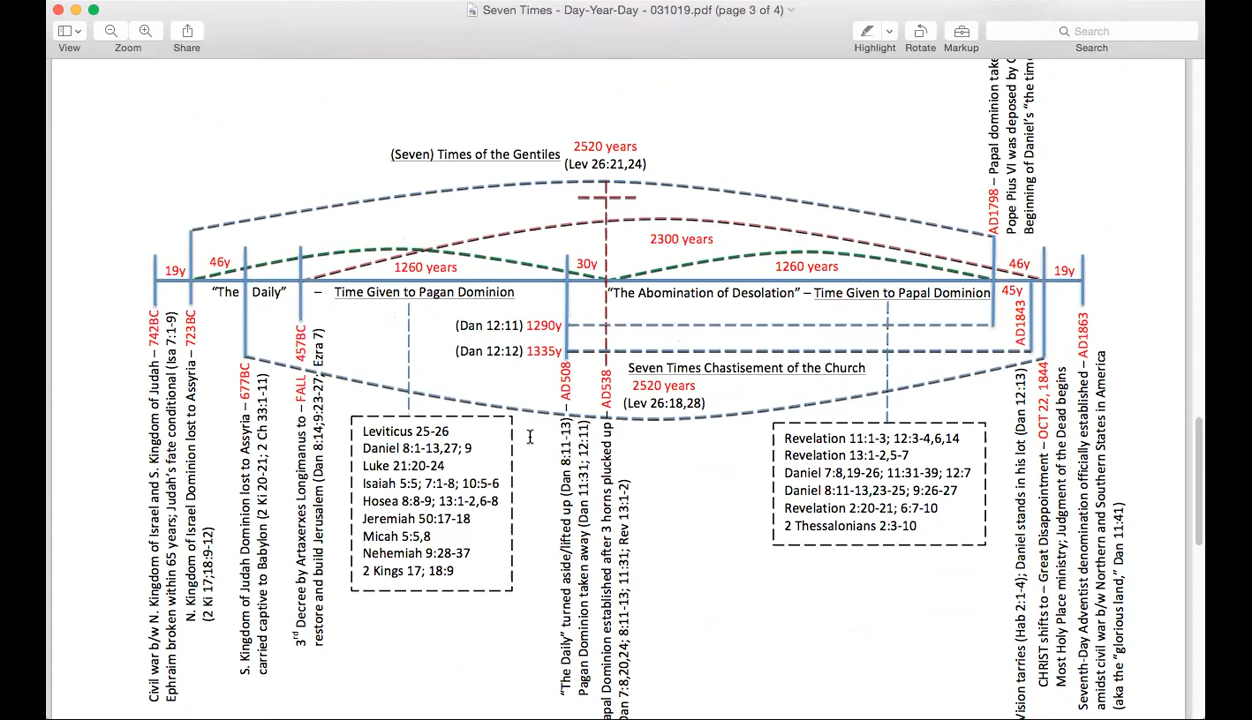 Seven Times - Day-Year-Day - 031019.pdf (page 3 of 4)
View
Zoom
Share
Highlight
Rotate
Markup
Search
Search
(Seven) Times of the Gentiles
2520 years
(Lev 26:21,24)
2300 years
19y
46y
1260 years
30y
1260 years
46y
19y
"The Daily" – Time Given to Pagan Dominion
"The Abomination of Desolation" – Time Given to Papal Dominion
45y
(Dan 12:11) 1290y
(Dan 12:12) 1335y
Seven Times Chastisement of the Church
2520 years
(Lev 26:18,28)
Leviticus 25-26
Daniel 8:1-13,27; 9
Luke 21:20-24
Isaiah 5:5; 7:1-8; 10:5-6
Hosea 8:8-9; 13:1-2,6-8
Jeremiah 50:17-18
Micah 5:5,8
Nehemiah 9:28-37
2 Kings 17; 18:9
Revelation 11:1-3; 12:3-4,6,14
Revelation 13:1-2,5-7
Daniel 7:8,19-26; 11:31-39; 12:7
Daniel 8:11-13,23-25; 9:26-27
Revelation 2:20-21; 6:7-10
2 Thessalonians 2:3-10
Civil war b/w N. Kingdom of Israel and S. Kingdom of Judah – 742BC
Ephraim broken within 65 years; Judah's fate conditional (Isa 7:1-9)
N. Kingdom of Israel Dominion lost to Assyria – 723BC
(2 Ki 17;18:9-12)
S. Kingdom of Judah Dominion lost to Assyria – 677BC
carried captive to Babylon (2 Ki 20-21; 2 Ch 33:1-11)
3rd Decree by Artaxerxes Longimanus to – FALL 457BC
restore and build Jerusalem (Dan 8:14;9:23-27; Ezra 7)
"The Daily" turned aside/lifted up (Dan 8:11-13) – AD508
Pagan Dominion taken away (Dan 11:31; 12:11)
apal Dominion established after 3 horns plucked up – AD538
Dan 7:8,20,24; 8:11-13; 11:31; Rev 13:1-2)
AD1798 – Papal dominion take
Pope Pius VI was deposed by
Beginning of Daniel's "the tim
Vision tarries (Hab 2:1-4); Daniel stands in his lot (Dan 12:13)
AD1843
CHRIST shifts to – Great Disappointment – OCT 22, 1844
Most Holy Place ministry; Judgment of the Dead begins
Seventh-Day Adventist denomination officially established – AD1863
amidst civil war b/w Northern and Southern States in America
(aka the "glorious land," Dan 11:41)